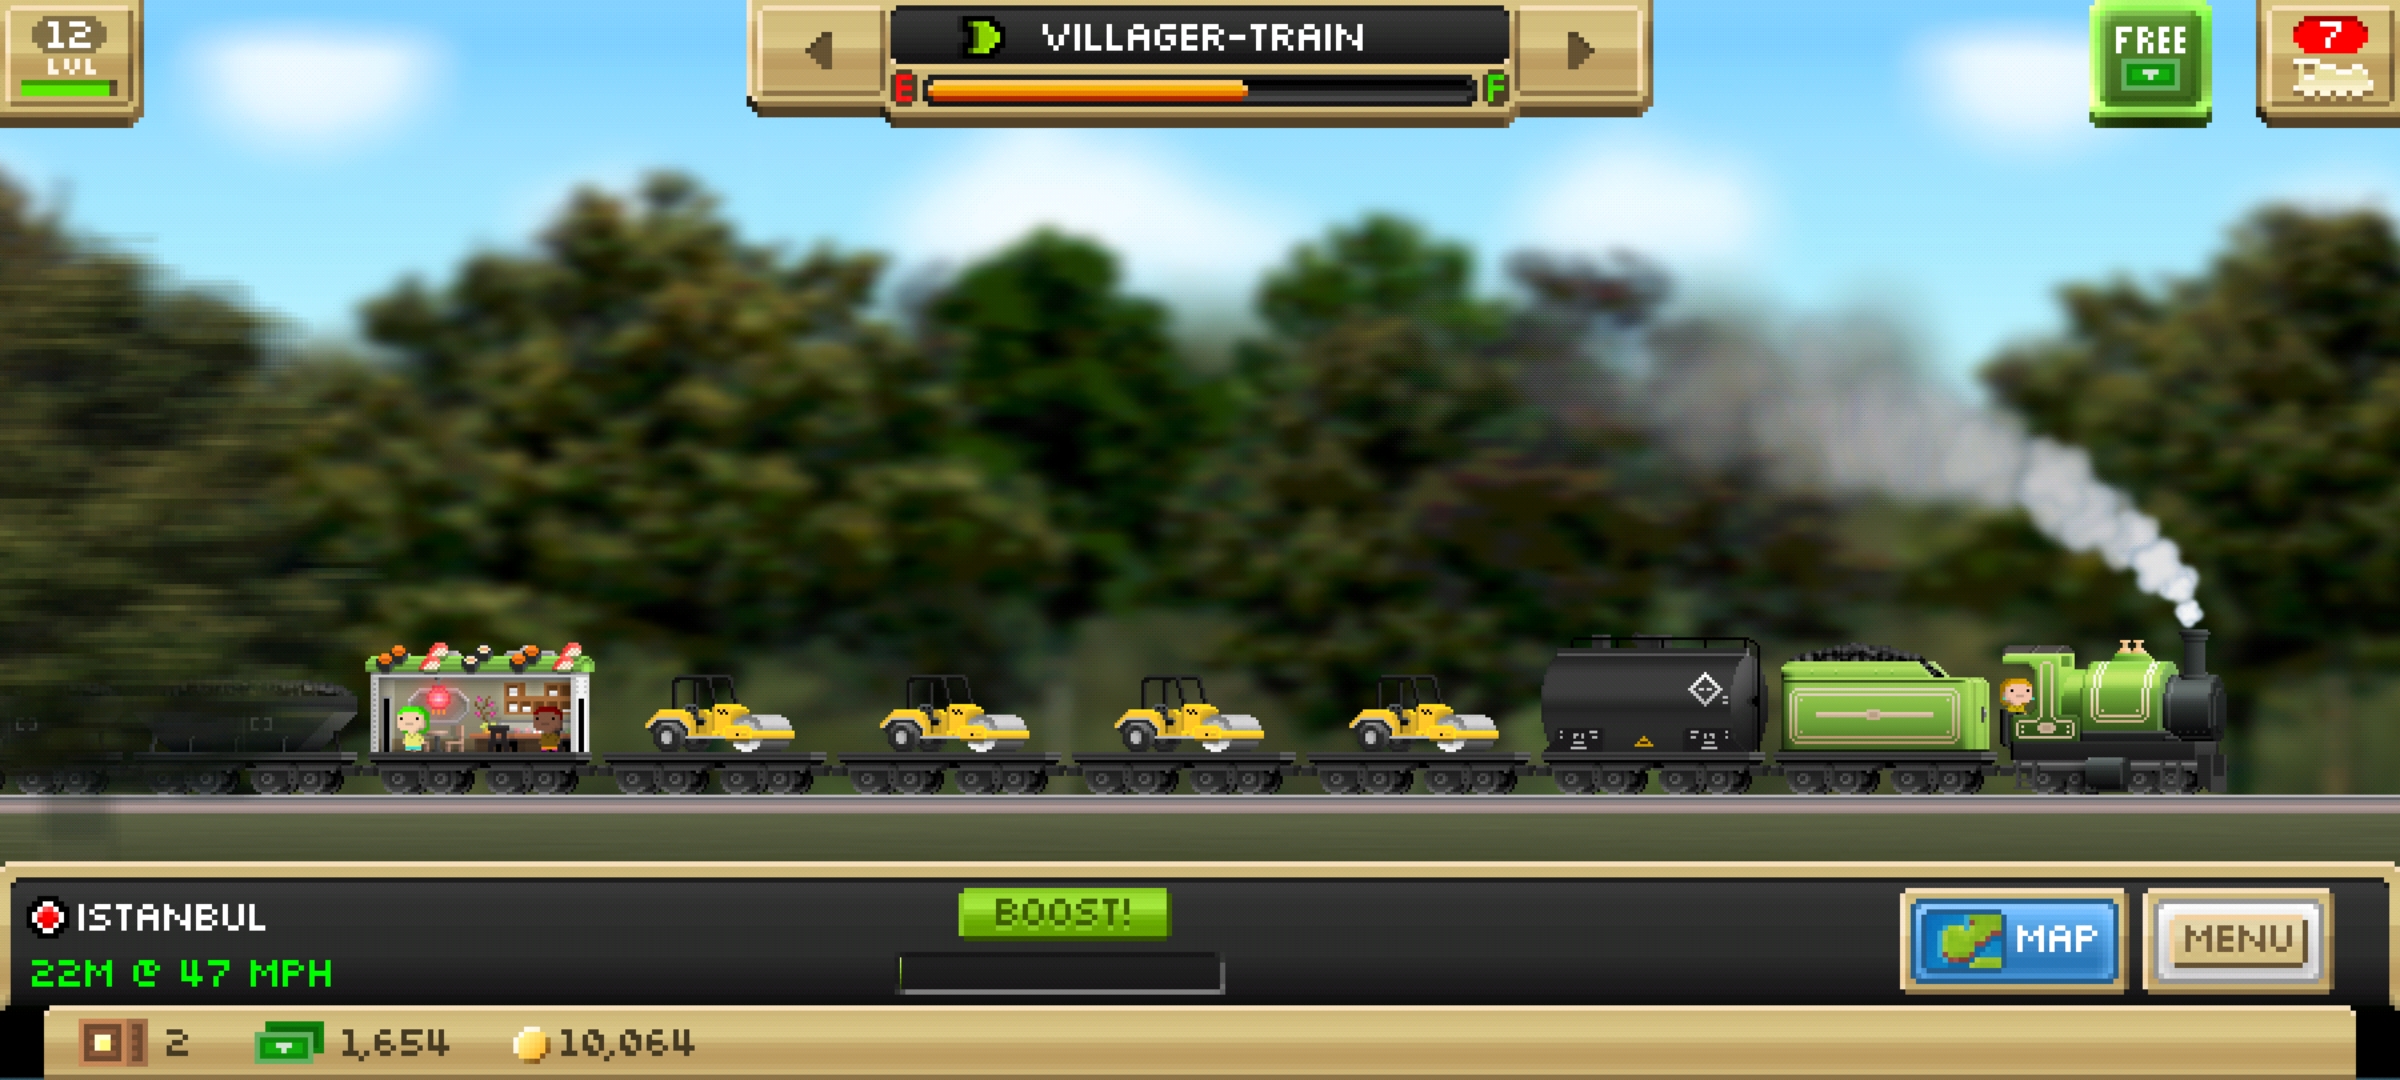 12
LVL
VILLAGER-TRAIN
E F
FREE
7
ISTANBUL
22M @ 47 MPH
BOOST!
MAP
MENU
2
1,654
10,064